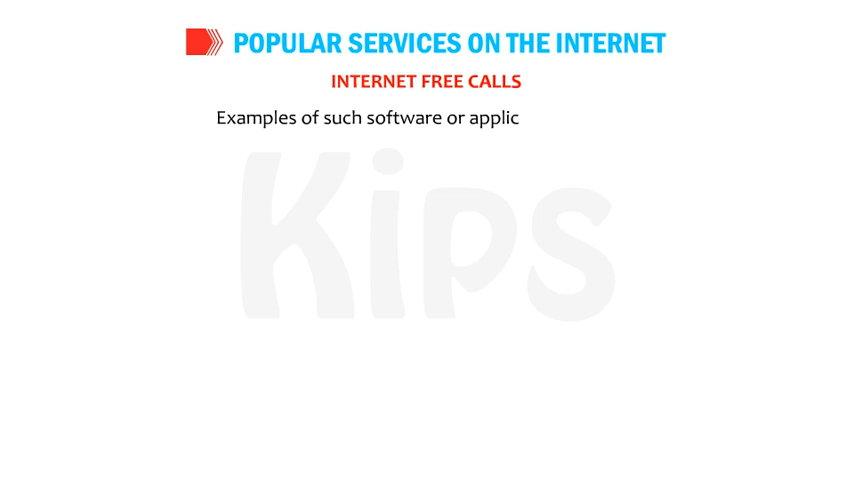 POPULAR SERVICES ON THE INTERNET
INTERNET FREE CALLS
Examples of such software or applic
Kips